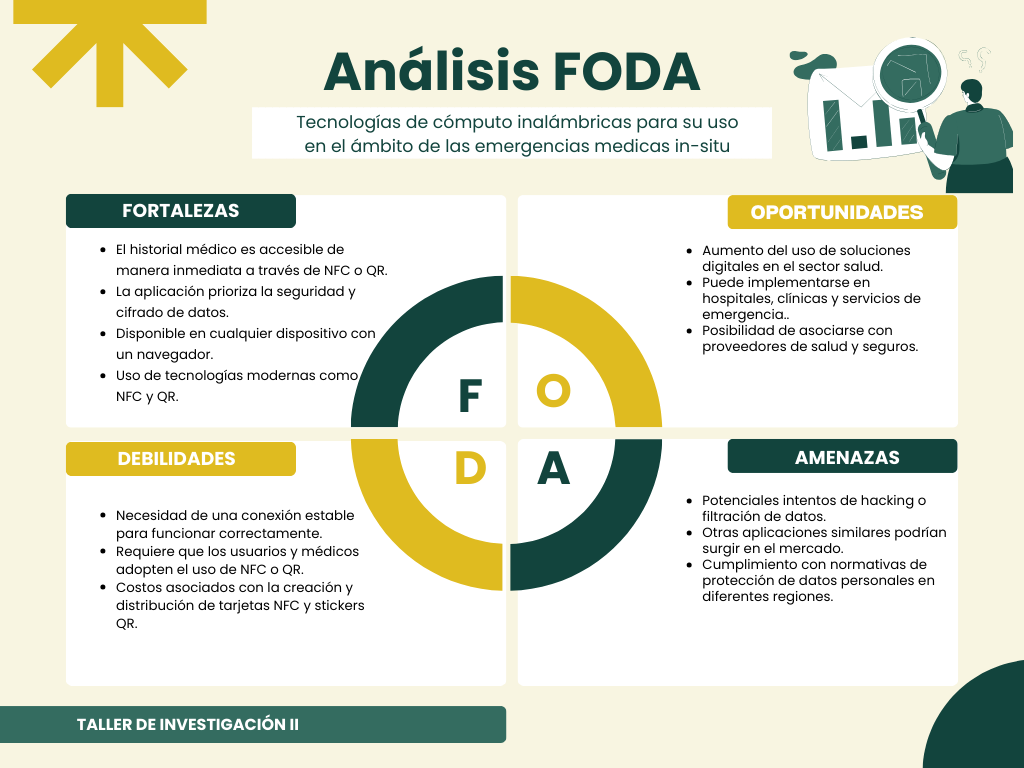 Análisis FODA
Tecnologías de cómputo inalámbricas para su uso
en el ámbito de las emergencias medicas in-situ
FORTALEZAS
• El historial médico es accesible de
manera inmediata a través de NFC o QR.
• La aplicación prioriza la seguridad y
cifrado de datos.
• Disponible en cualquier dispositivo con
un navegador.
• Uso de tecnologías modernas como
NFC y QR.
OPORTUNIDADES
• Aumento del uso de soluciones
digitales en el sector salud.
• Puede implementarse en
hospitales, clínicas y servicios de
emergencia..
• Posibilidad de asociarse con
proveedores de salud y seguros.
F
O
D
A
DEBILIDADES
• Necesidad de una conexión estable
para funcionar correctamente.
• Requiere que los usuarios y médicos
adopten el uso de NFC o QR.
• Costos asociados con la creación y
distribución de tarjetas NFC y stickers
QR.
AMENAZAS
• Potenciales intentos de hacking o
filtración de datos.
• Otras aplicaciones similares podrían
surgir en el mercado.
• Cumplimiento con normativas de
protección de datos personales en
diferentes regiones.
TALLER DE INVESTIGACIÓN II